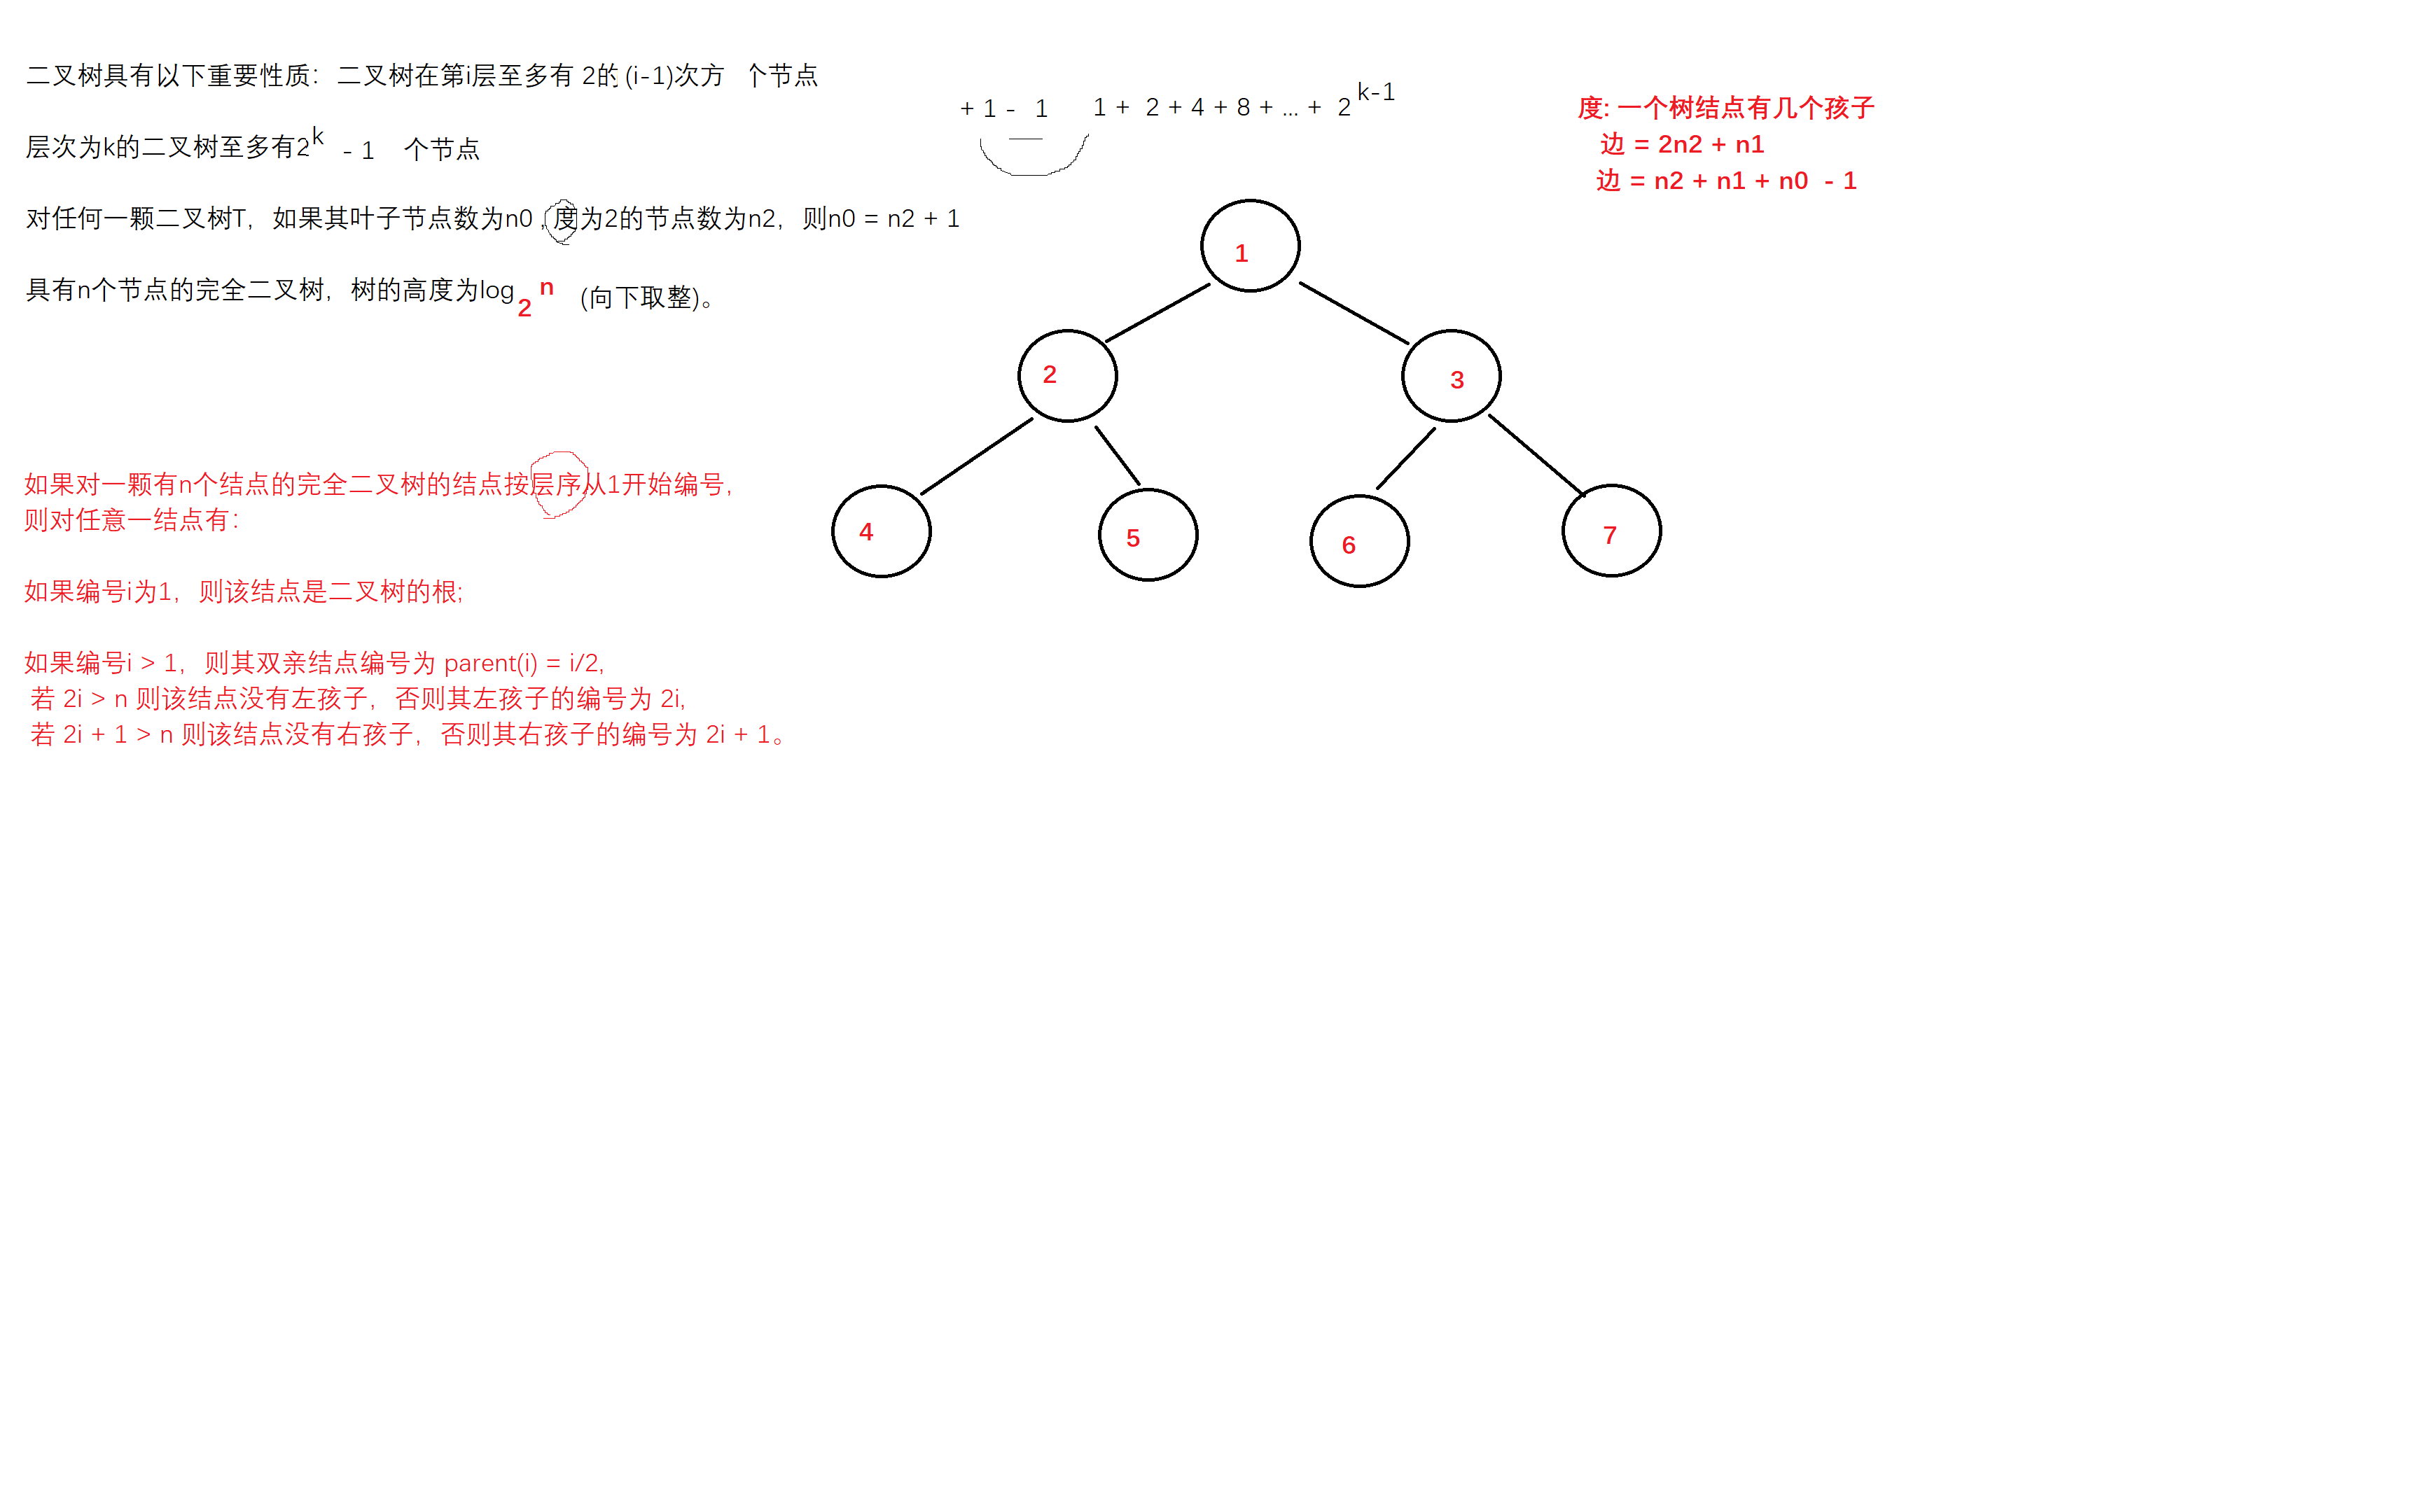 二叉树具有以下重要性质：二叉树在第i层至多有 2的 (i-1)次方 个节点
层次为k的二叉树至多有2^k - 1 个节点
对任何一颗二叉树T，如果其叶子节点数为n0 , 度为2的节点数为n2，则n0 = n2 + 1
具有n个节点的完全二叉树，树的高度为log2 n (向下取整)。
+ 1 - 1 1 + 2 + 4 + 8 + ... + 2^k-1
度: 一个树结点有几个孩子
边 = 2n2 + n1
边 = n2 + n1 + n0 - 1
1
2
3
4
5
6
7
如果对一颗有n个结点的完全二叉树的结点按层序从1开始编号，
则对任意一结点有：
如果编号i为1，则该结点是二叉树的根;
如果编号i > 1，则其双亲结点编号为 parent(i) = i/2,
若 2i > n 则该结点没有左孩子，否则其左孩子的编号为 2i,
若 2i + 1 > n 则该结点没有右孩子，否则其右孩子的编号为 2i + 1。